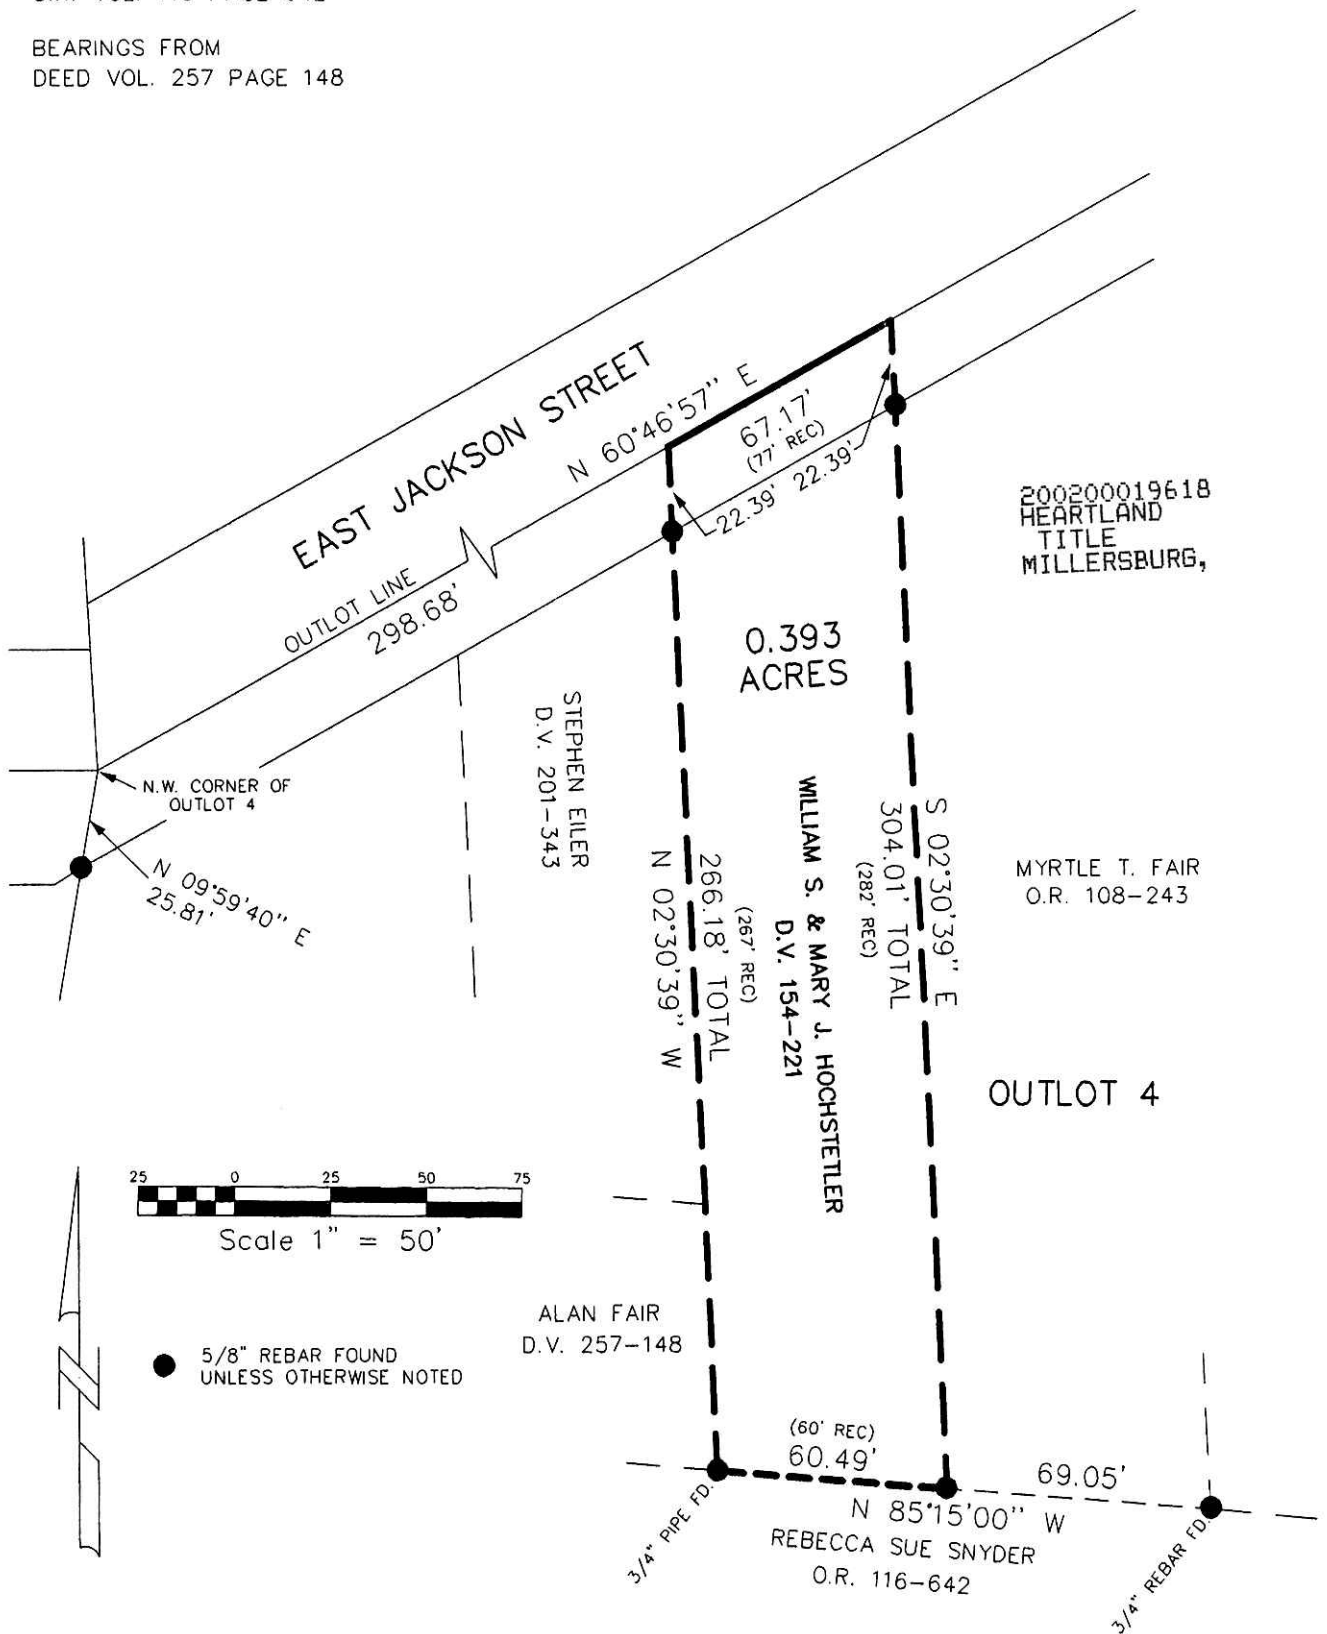 BEARINGS FROM
DEED VOL. 257 PAGE 148
EAST JACKSON STREET
N 60°46'57" E
67.17'
(77' REC)
22.39' 22.39'
OUTLOT LINE
298.68'
200200019618
HEARTLAND
TITLE
MILLERSBURG,
0.393
ACRES
N.W. CORNER OF
OUTLOT 4
N 09°59'40" E
25.81'
STEPHEN EILER
D.V. 201-343
N 02°30'39" W
266.18' TOTAL
(267' REC)
WILLIAM S. & MARY J. HOCHSTETLER
D.V. 154-221
S 02°30'39" E
304.01' TOTAL
(282' REC)
MYRTLE T. FAIR
O.R. 108-243
OUTLOT 4
25 0 25 50 75
Scale 1" = 50'
N
5/8" REBAR FOUND
UNLESS OTHERWISE NOTED
ALAN FAIR
D.V. 257-148
(60' REC)
60.49'
69.05'
N 85°15'00" W
REBECCA SUE SNYDER
O.R. 116-642
3/4" PIPE FD.
3/4" REBAR FD.